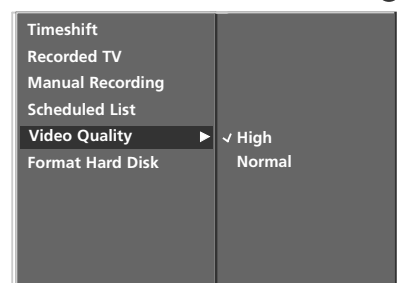 Timeshift
Recorded TV
Manual Recording
Scheduled List
Video Quality ▶ ✓ High
Format Hard Disk Normal